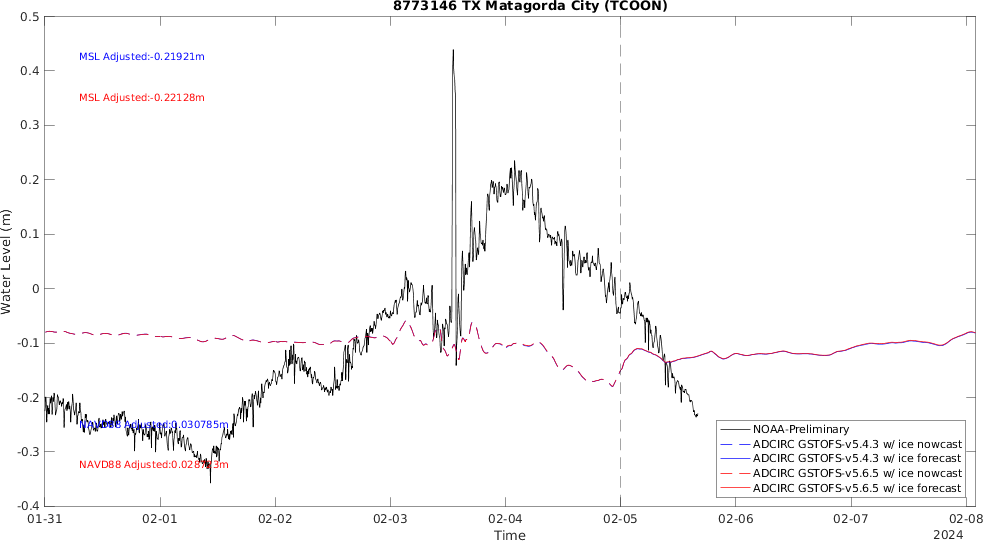 8773146 TX Matagorda City (TCOON)
0.5
0.4
0.3
0.2
0.1
0
-0.1
-0.2
-0.3
-0.4
Water Level (m)
MSL Adjusted:-0.21921m
MSL Adjusted:-0.22128m
NAVD88 Adjusted:0.030785m
NAVD88 Adjusted:
NOAA-Preliminary
ADCIRC GSTOFS-v5.4.3 w/ ice nowcast
ADCIRC GSTOFS-v5.4.3 w/ ice forecast
ADCIRC GSTOFS-v5.6.5 w/ ice nowcast
ADCIRC GSTOFS-v5.6.5 w/ ice forecast
01-31 02-01 02-02 02-03 02-04 02-05 02-06 02-07 02-08
2024
Time